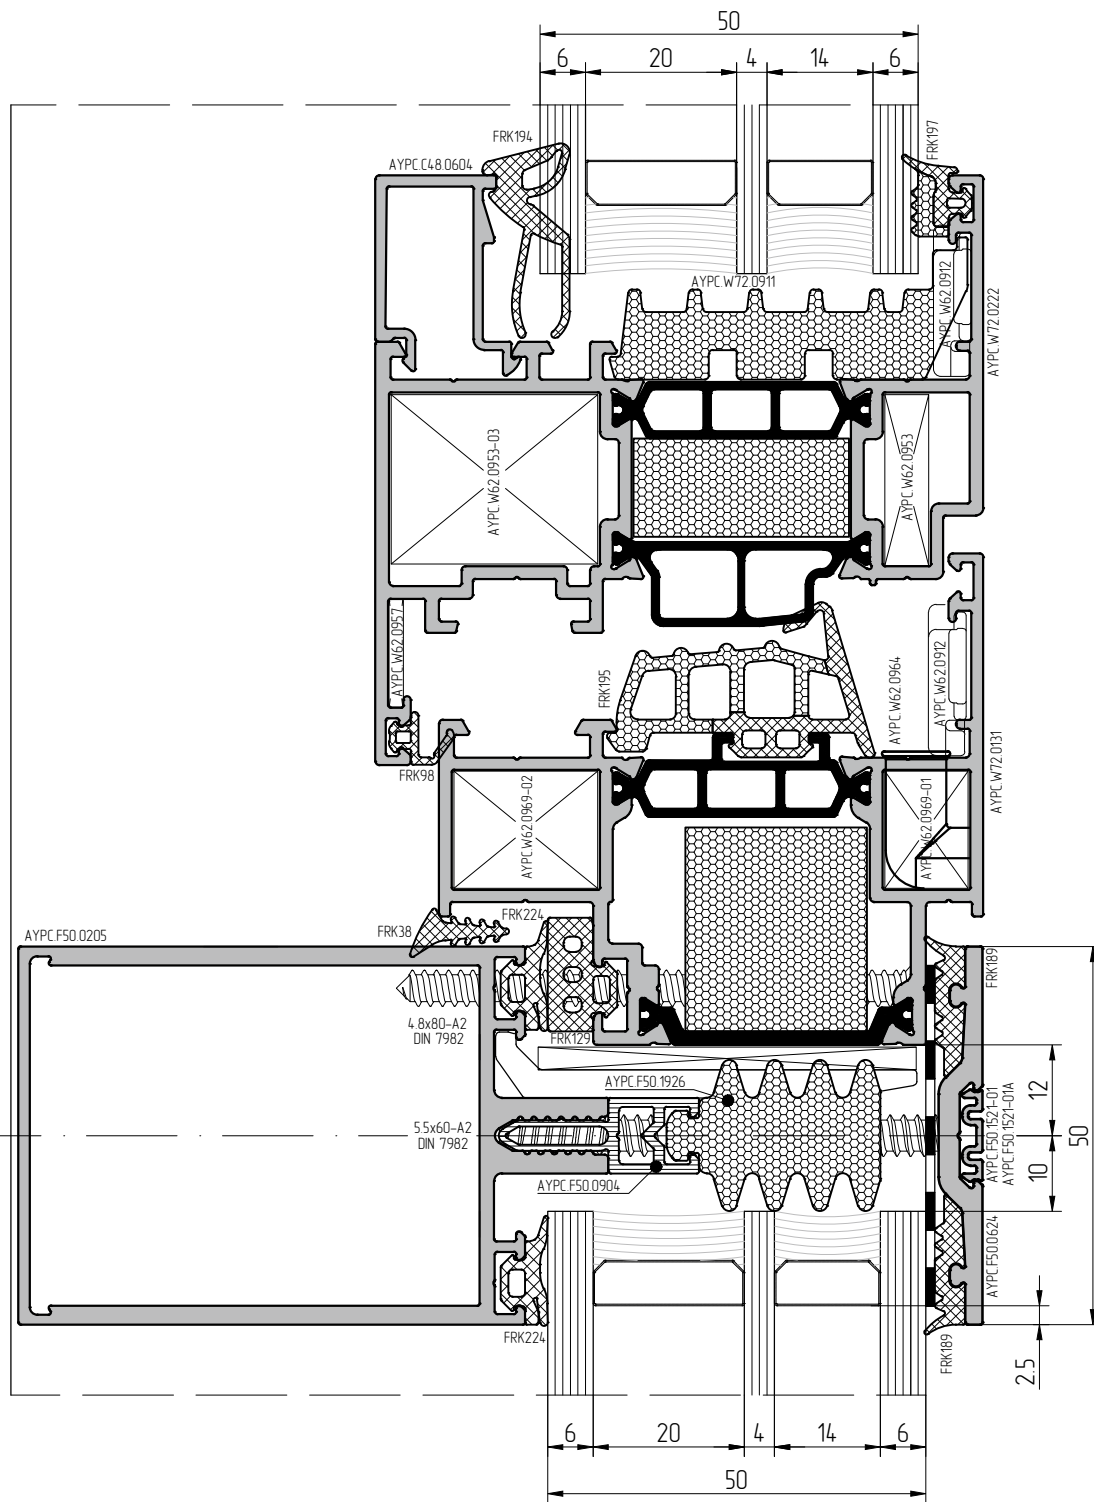 50
6
20
4
14
6
FRK194
FRK197
AYPC.C48.0604
AYPC.W72.0911
AYPC.W62.0912
AYPC.W72.0222
AYPC.W62.0953-03
AYPC.W62.0953
AYPC.W62.0957
FRK195
AYPC.W62.0964
AYPC.W62.0912
FRK98
AYPC.W72.0131
AYPC.W62.0969-02
AYPC.W62.0969-01
FRK224
FRK38
AYPC.F50.0205
FRK189
4.8x80-A2
DIN 7982
FRK129
AYPC.F50.1926
12
5.5x60-A2
DIN 7982
AYPC.F50.1521-01
AYPC.F50.1521-01A
50
10
AYPC.F50.0904
AYPC.F50.0624
FRK224
FRK189
2.5
6
20
4
14
6
50